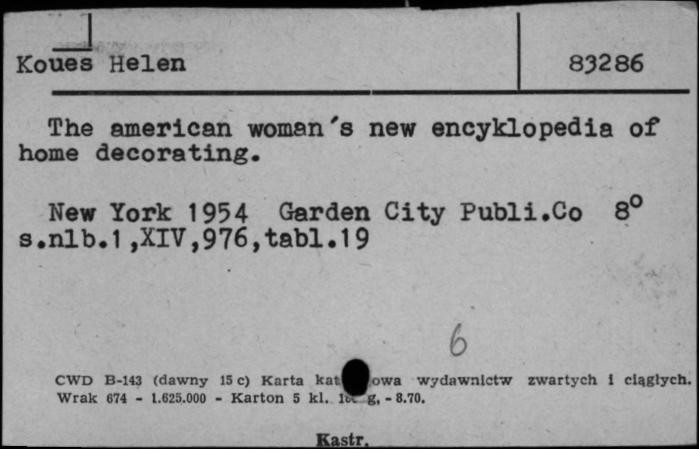 Koues Helen 83286
The american woman's new encyklopedia of
home decorating.
New York 1954 Garden City Publi.Co 8°
s.nlb.1,XIV,976,tabl.19
6
CWD B-143 (dawny 15 c) Karta kat owa wydawnictw zwartych i ciągłych.
Wrak 674 - 1.625.000 - Karton 5 kl. g, - 8.70.
Kastr.